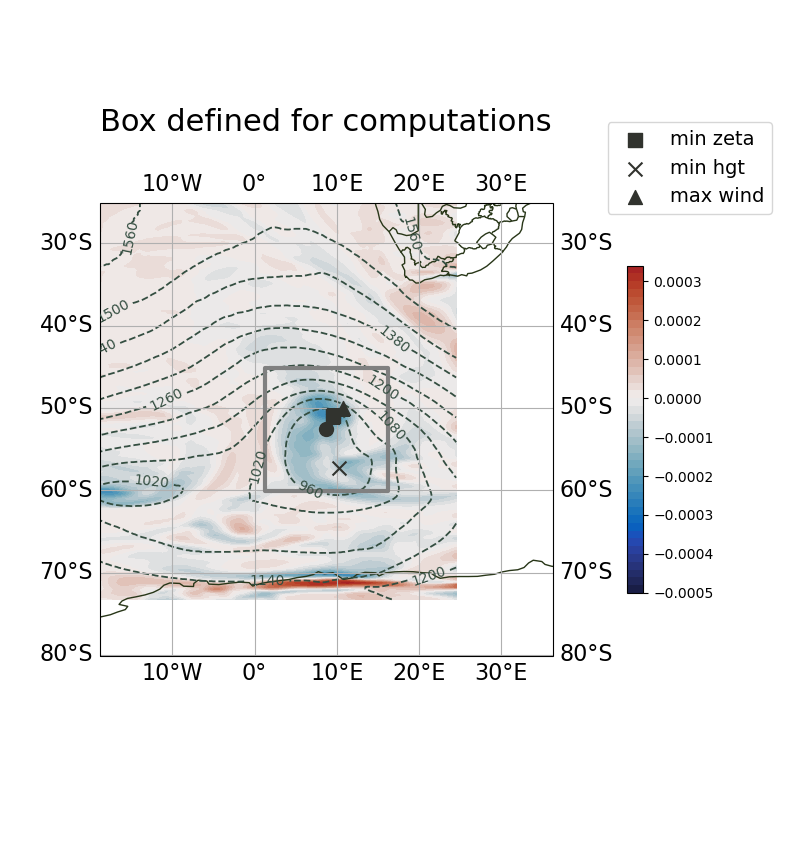 Box defined for computations
min zeta
min hgt
max wind
10°W 0° 10°E 20°E 30°E
30°S 30°S
40°S 40°S
50°S 50°S
60°S 60°S
70°S 70°S
80°S 80°S
10°W 0° 10°E 20°E 30°E
1560
1560
1500
40
1380
1260
1200
1080
1020
1020
960
1140
1200
0.0003
0.0002
0.0001
0.0000
−0.0001
−0.0002
−0.0003
−0.0004
−0.0005